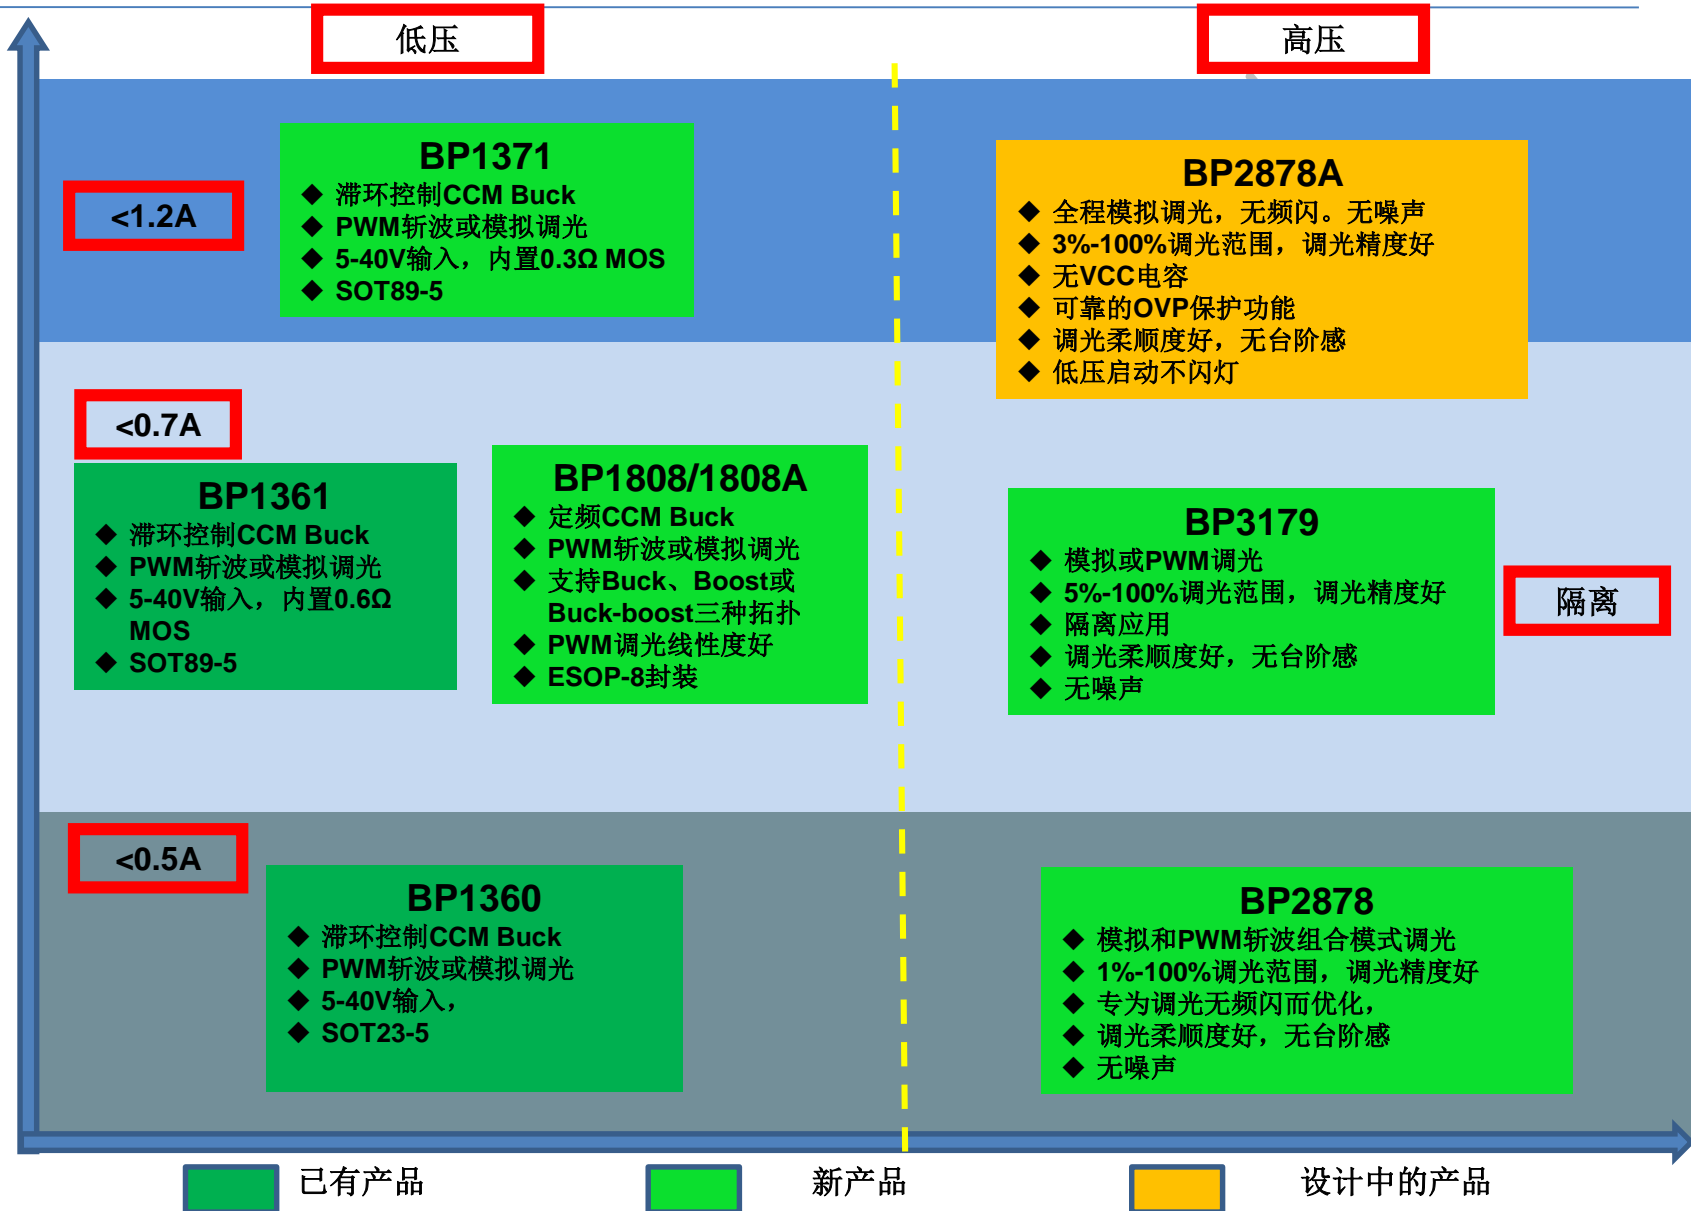 低压
高压
<1.2A
BP1371
◆ 滞环控制CCM Buck
◆ PWM斩波或模拟调光
◆ 5-40V输入，内置0.3Ω MOS
◆ SOT89-5
BP2878A
◆ 全程模拟调光，无频闪。无噪声
◆ 3%-100%调光范围，调光精度好
◆ 无VCC电容
◆ 可靠的OVP保护功能
◆ 调光柔顺度好，无台阶感
◆ 低压启动不闪灯
<0.7A
BP1361
◆ 滞环控制CCM Buck
◆ PWM斩波或模拟调光
◆ 5-40V输入，内置0.6Ω
MOS
◆ SOT89-5
BP1808/1808A
◆ 定频CCM Buck
◆ PWM斩波或模拟调光
◆ 支持Buck、Boost或
Buck-boost三种拓扑
◆ PWM调光线性度好
◆ ESOP-8封装
BP3179
◆ 模拟或PWM调光
◆ 5%-100%调光范围，调光精度好
◆ 隔离应用
◆ 调光柔顺度好，无台阶感
◆ 无噪声
隔离
<0.5A
BP1360
◆ 滞环控制CCM Buck
◆ PWM斩波或模拟调光
◆ 5-40V输入，
◆ SOT23-5
BP2878
◆ 模拟和PWM斩波组合模式调光
◆ 1%-100%调光范围，调光精度好
◆ 专为调光无频闪而优化，
◆ 调光柔顺度好，无台阶感
◆ 无噪声
已有产品
新产品
设计中的产品